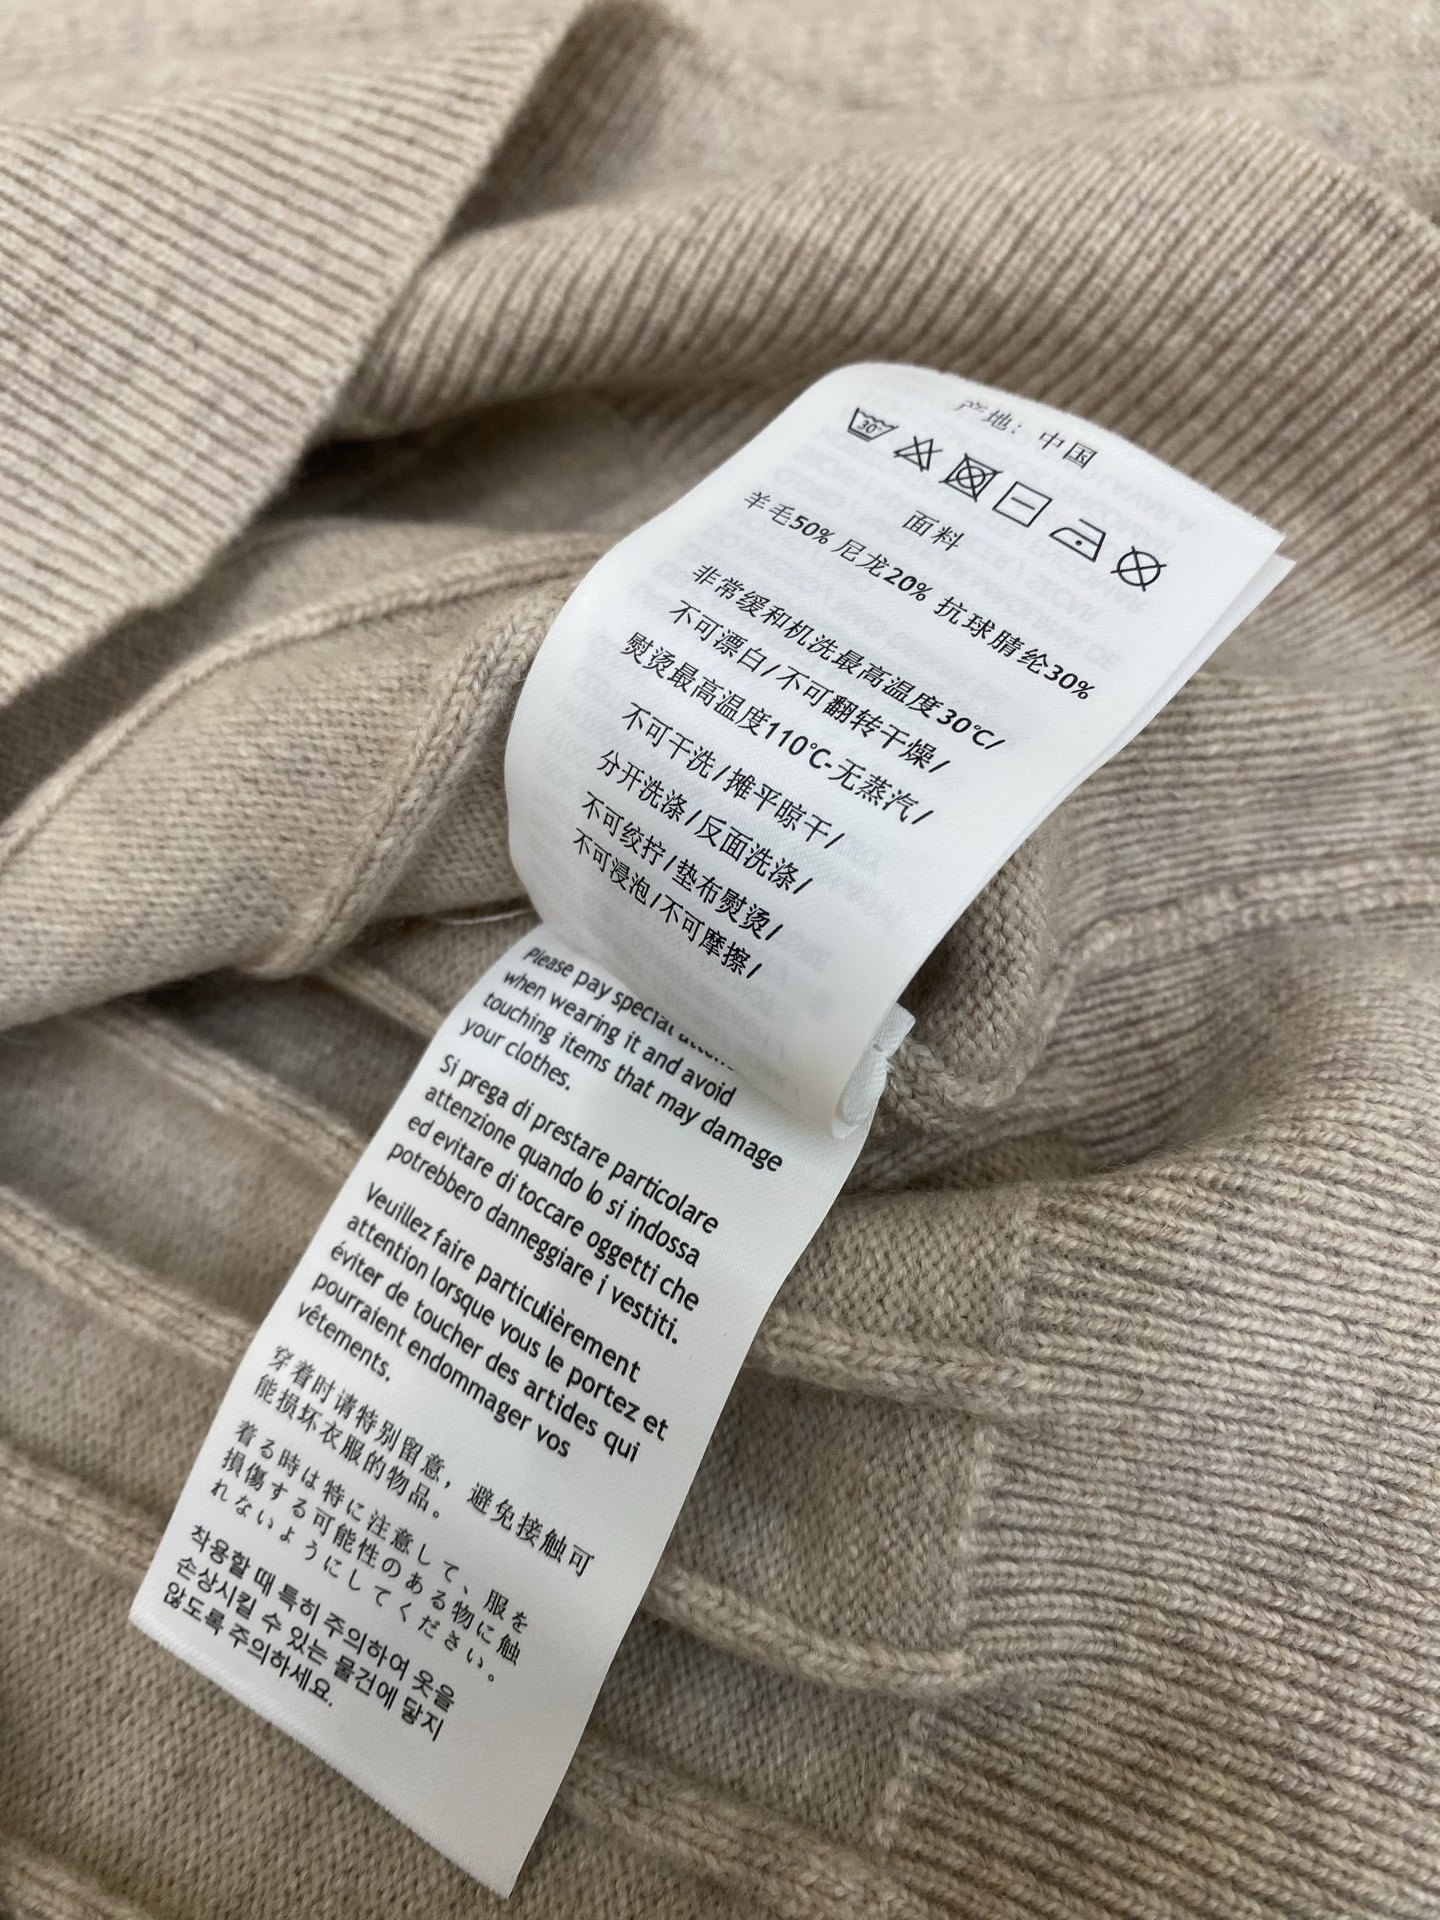 产地：中国
30°
面料
羊毛50% 尼龙20% 抗球腈纶30%
非常缓和机洗最高温度30℃/
不可漂白/不可翻转干燥/
熨烫最高温度110℃-无蒸汽/
不可干洗/摊平晾干/
分开洗涤/反面洗涤/
不可绞拧/垫布熨烫/
不可浸泡/不可摩擦/
Please pay special
when wearing it and avoid
touching items that may damage
your clothes.
Si prega di prestare particolare
attenzione quando lo si indossa
ed evitare di toccare oggetti che
potrebbero danneggiare i vestiti.
Veuillez faire particulièrement
attention lorsque vous le portez et
éviter de toucher des artides qui
pourraient endommager vos
vêtements.
穿着时请特别留意，避免接触可
能损坏衣服的物品。
着る時は特に注意して、服を
損傷する可能性のある物に触
れないようにしてください。
착용할 때 특히 주의하여 옷을
손상시킬 수 있는 물건에 닿지
않도록 주의하세요.